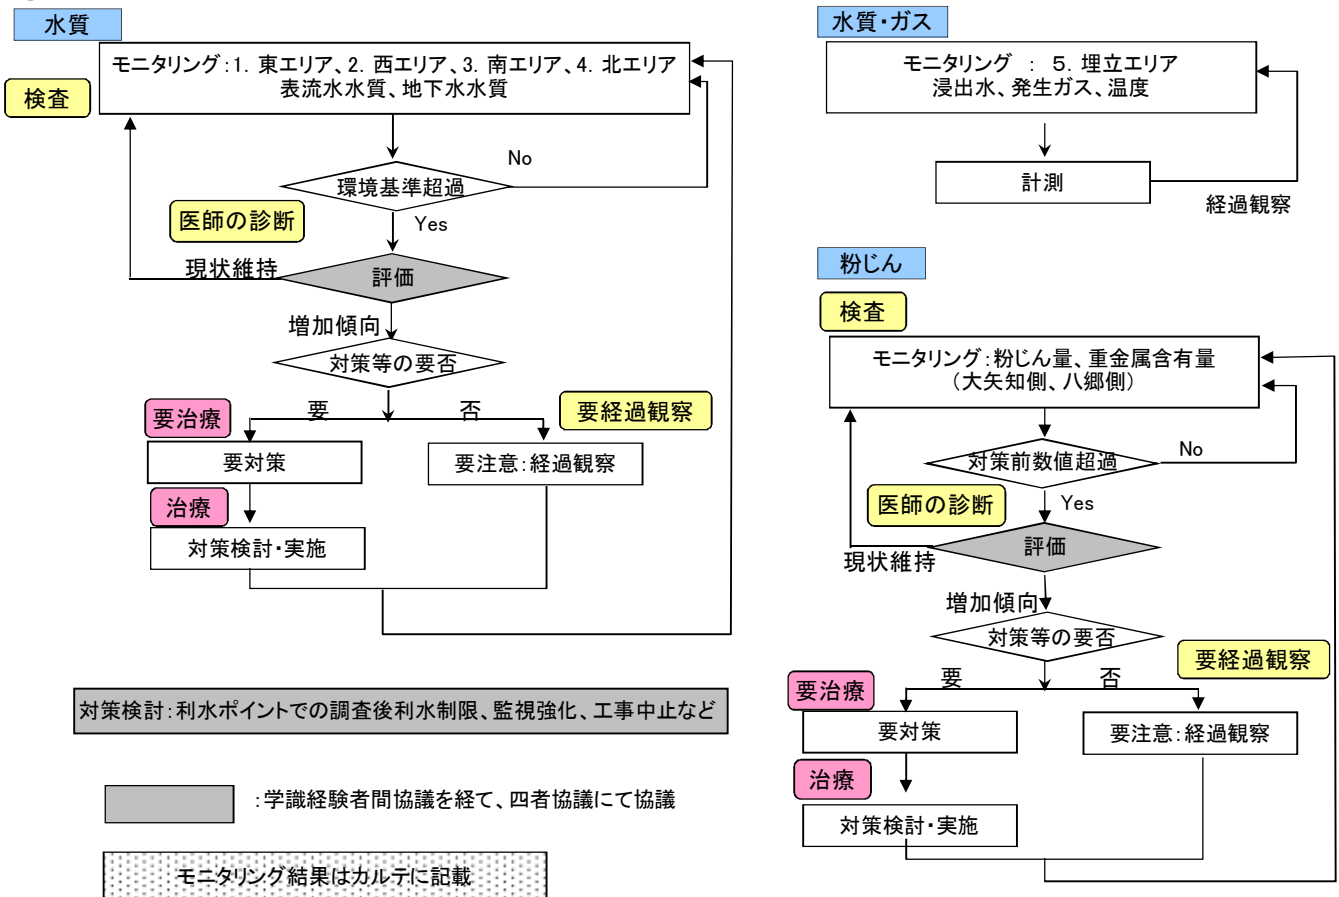 水質
モニタリング：1．東エリア、2．西エリア、3．南エリア、4．北エリア
表流水水質、地下水水質
検査
No
環境基準超過
医師の診断
Yes
現状維持
評価
増加傾向
対策等の要否
要治療
要
否
要経過観察
要対策
要注意：経過観察
治療
対策検討・実施
対策検討：利水ポイントでの調査後利水制限、監視強化、工事中止など
：学識経験者間協議を経て、四者協議にて協議
モニタリング結果はカルテに記載
水質・ガス
モニタリング ： 5．埋立エリア
浸出水、発生ガス、温度
計測
経過観察
粉じん
検査
モニタリング：粉じん量、重金属含有量
（大矢知側、八郷側）
対策前数値超過
No
医師の診断
Yes
評価
現状維持
増加傾向
対策等の要否
要経過観察
要治療
要
否
要対策
要注意：経過観察
治療
対策検討・実施